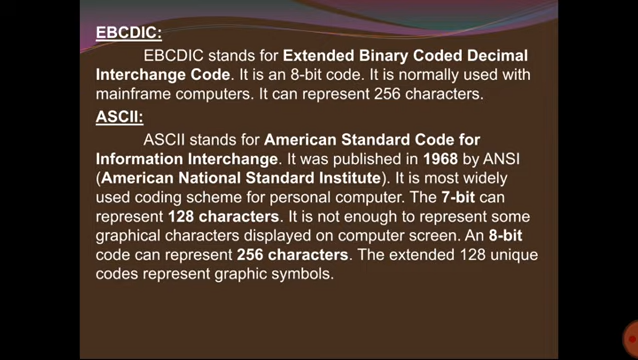 EBCDIC:
EBCDIC stands for Extended Binary Coded Decimal
Interchange Code. It is an 8-bit code. It is normally used with
mainframe computers. It can represent 256 characters.
ASCII:
ASCII stands for American Standard Code for
Information Interchange. It was published in 1968 by ANSI
(American National Standard Institute). It is most widely
used coding scheme for personal computer. The 7-bit can
represent 128 characters. It is not enough to represent some
graphical characters displayed on computer screen. An 8-bit
code can represent 256 characters. The extended 128 unique
codes represent graphic symbols.